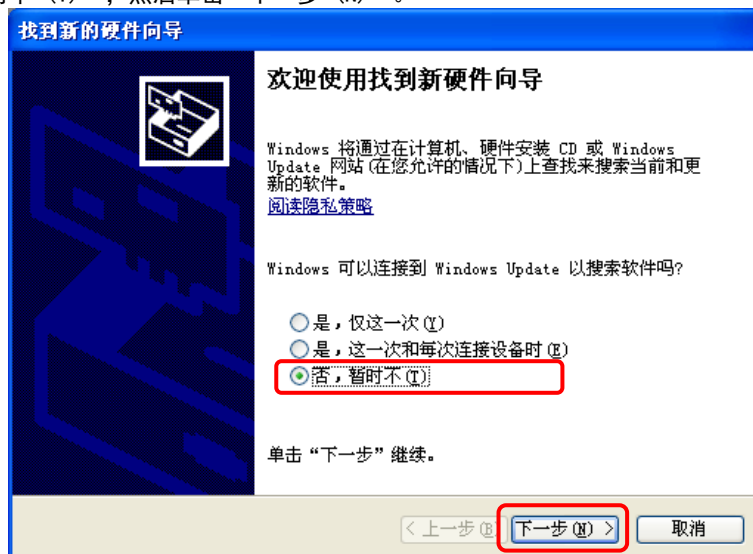 找到新的硬件向导
欢迎使用找到新硬件向导
Windows 将通过在计算机、硬件安装 CD 或 Windows
Update 网站(在您允许的情况下)上查找来搜索当前和更
新的软件。
阅读隐私策略
Windows 可以连接到 Windows Update 以搜索软件吗?
是，仅这一次(Y)
是，这一次和每次连接设备时(E)
否，暂时不(T)
单击“下一步”继续。
< 上一步(B) 下一步(N) > 取消